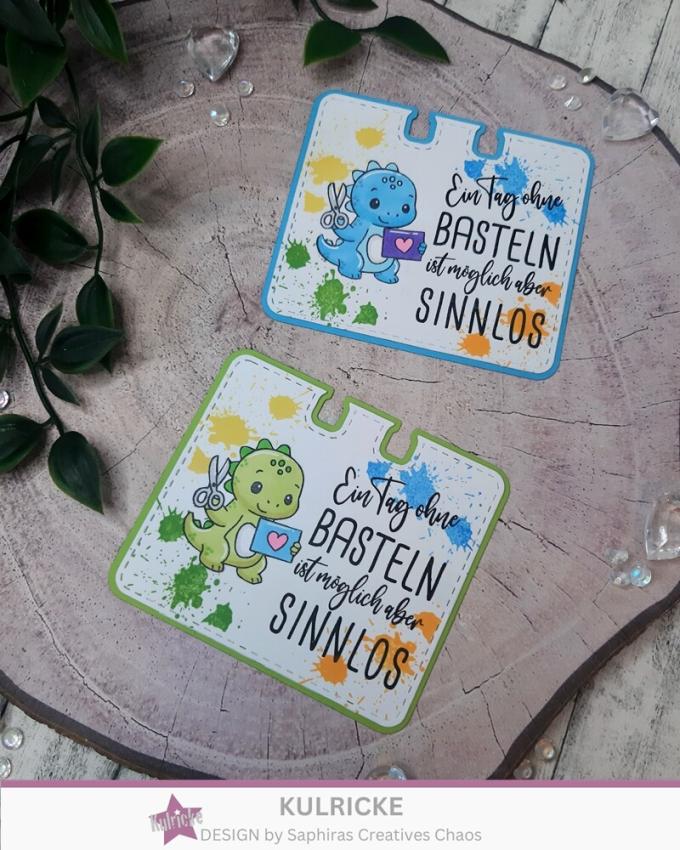 Ein Tag ohne
BASTELN
ist möglich aber
SINNLOS
Ein Tag ohne
BASTELN
ist möglich aber
SINNLOS
KULRICKE
Kulricke
DESIGN by Saphiras Creatives Chaos